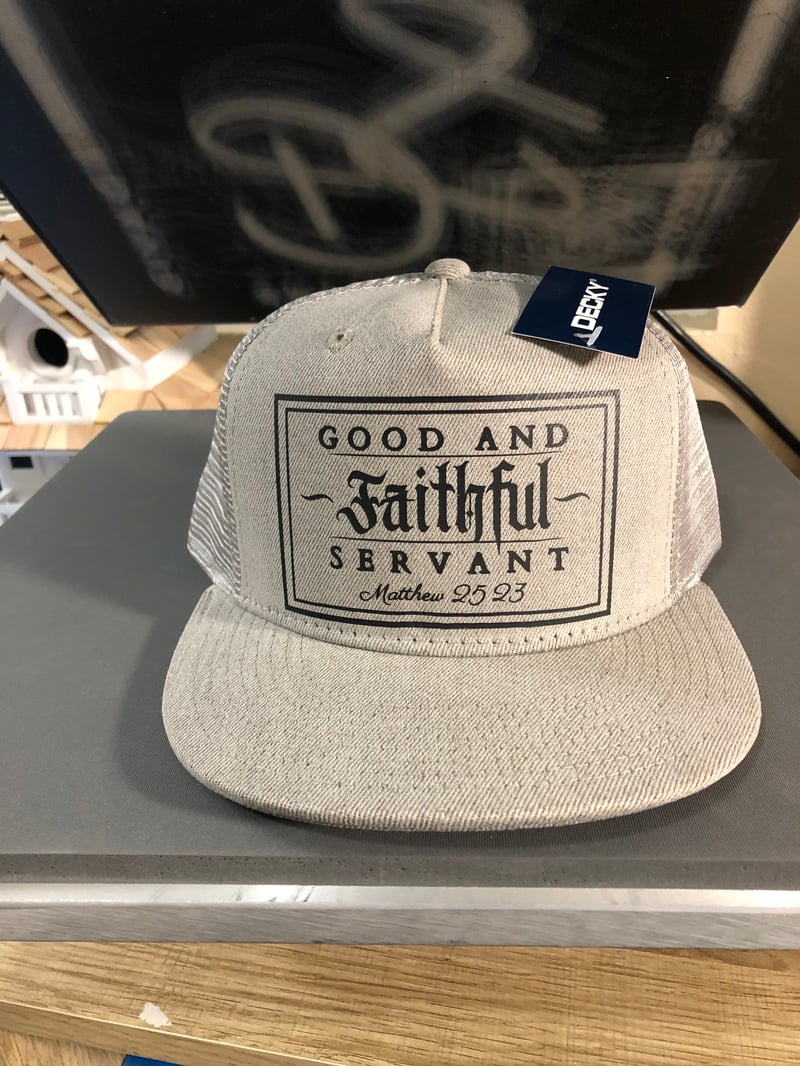 DECKY
GOOD AND
~Faithful~
SERVANT
Matthew 25 23